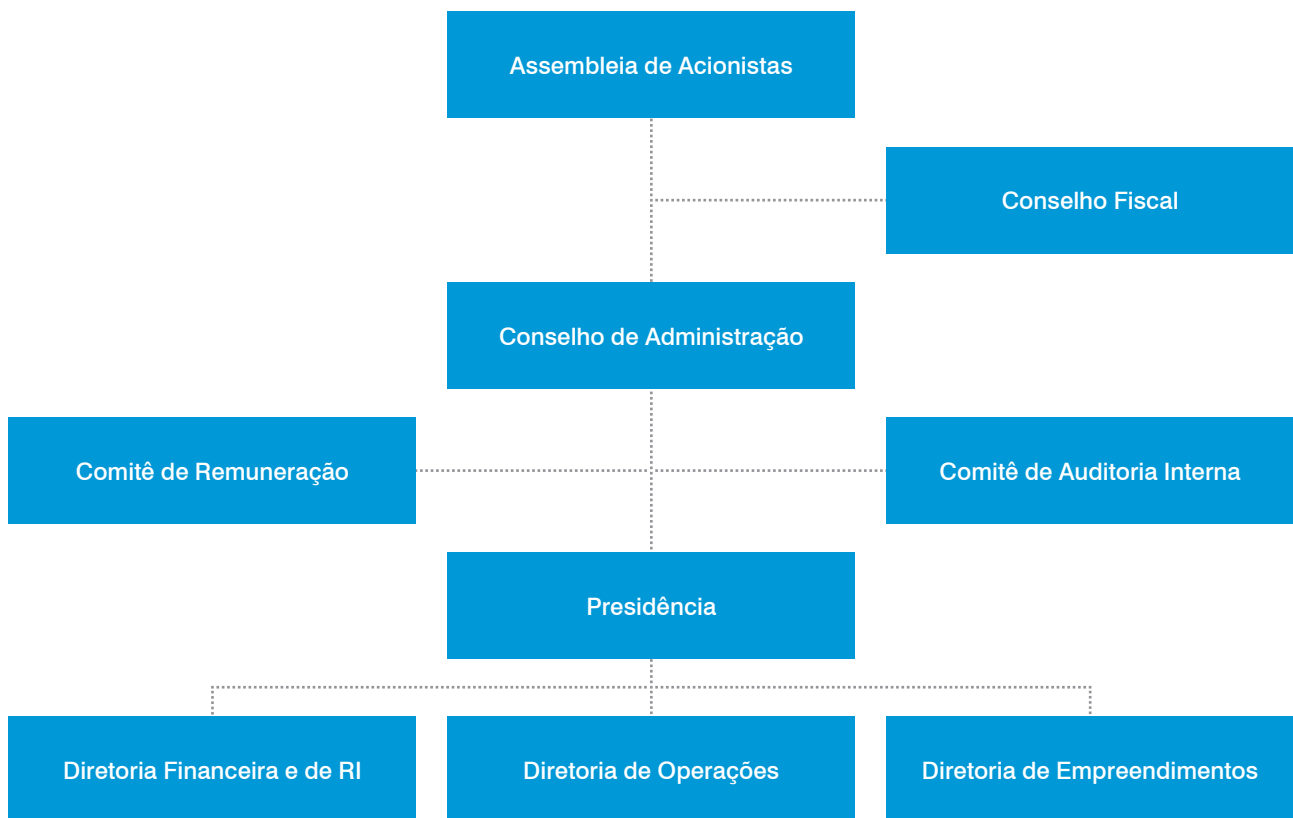 Assembleia de Acionistas
Conselho Fiscal
Conselho de Administração
Comitê de Remuneração
Comitê de Auditoria Interna
Presidência
Diretoria Financeira e de RI
Diretoria de Operações
Diretoria de Empreendimentos